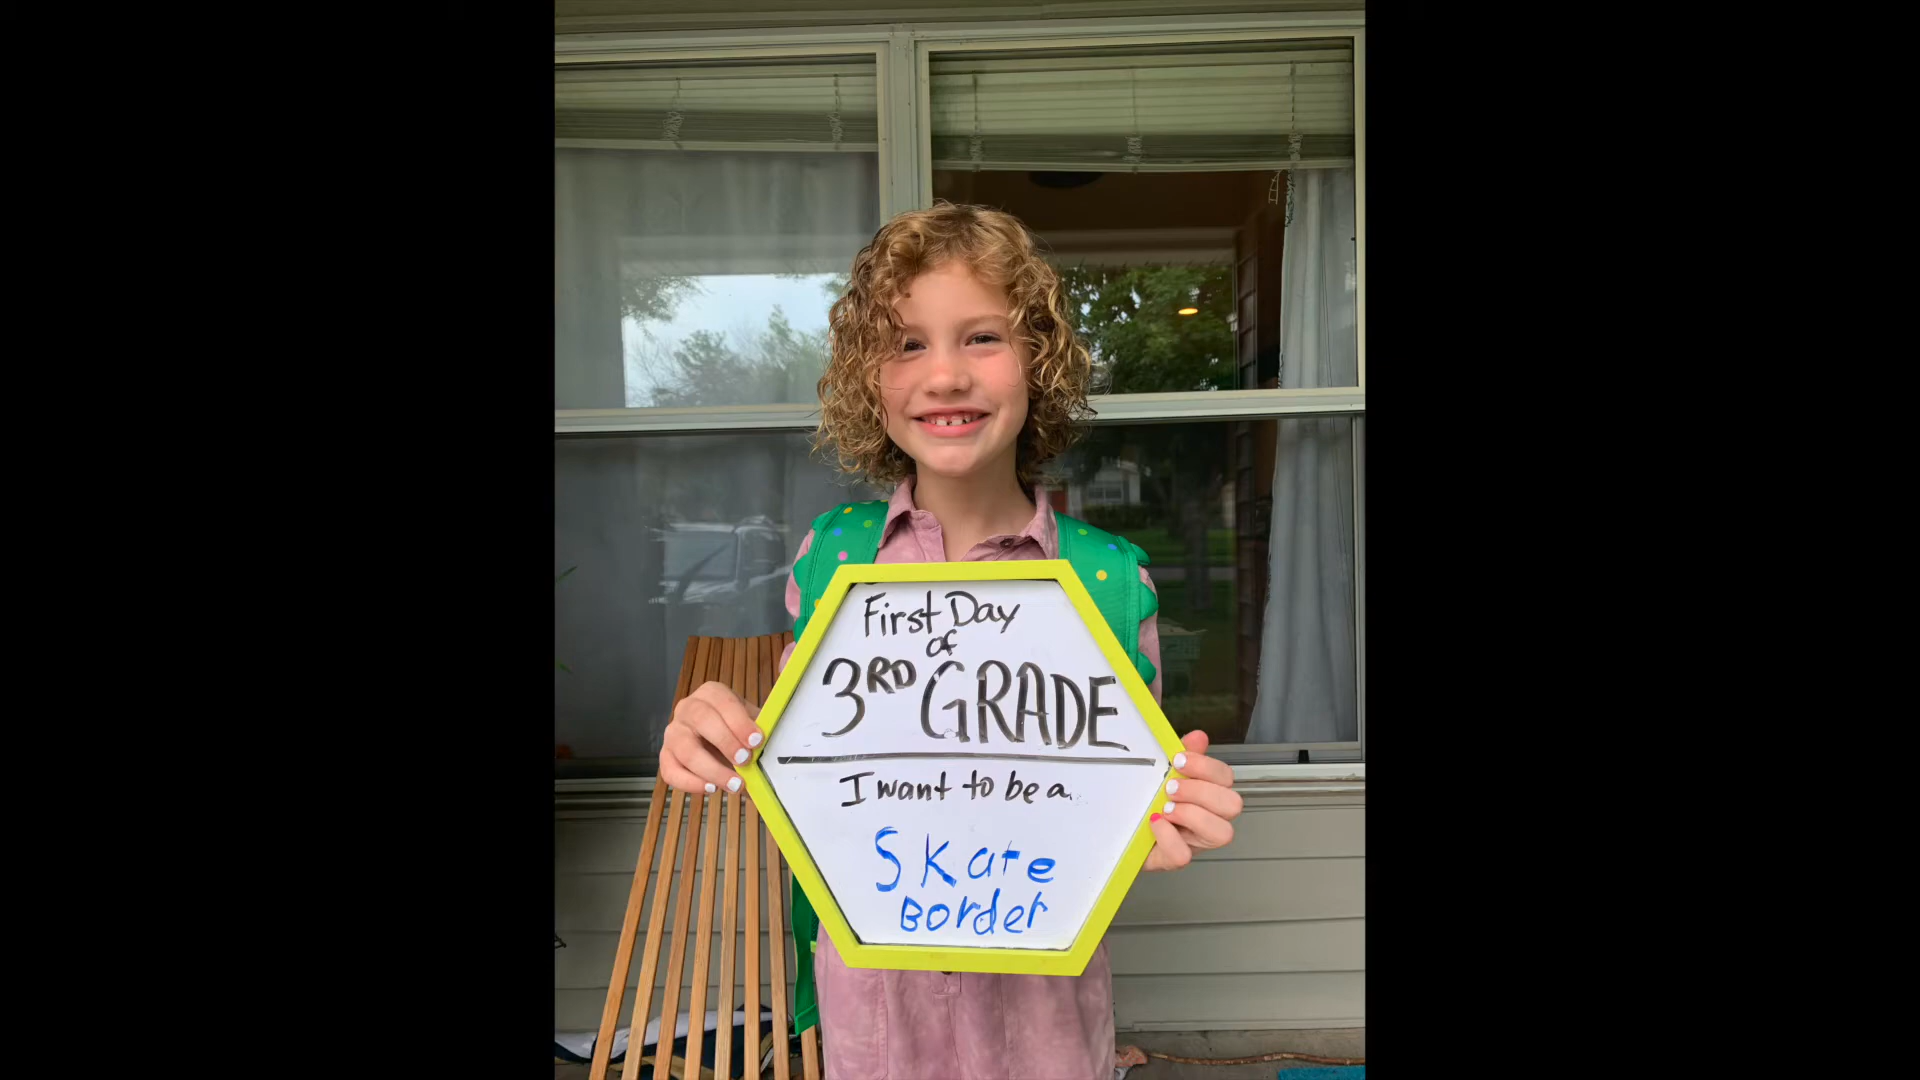 First Day
of
3RD GRADE
I want to be a
Skate
Border